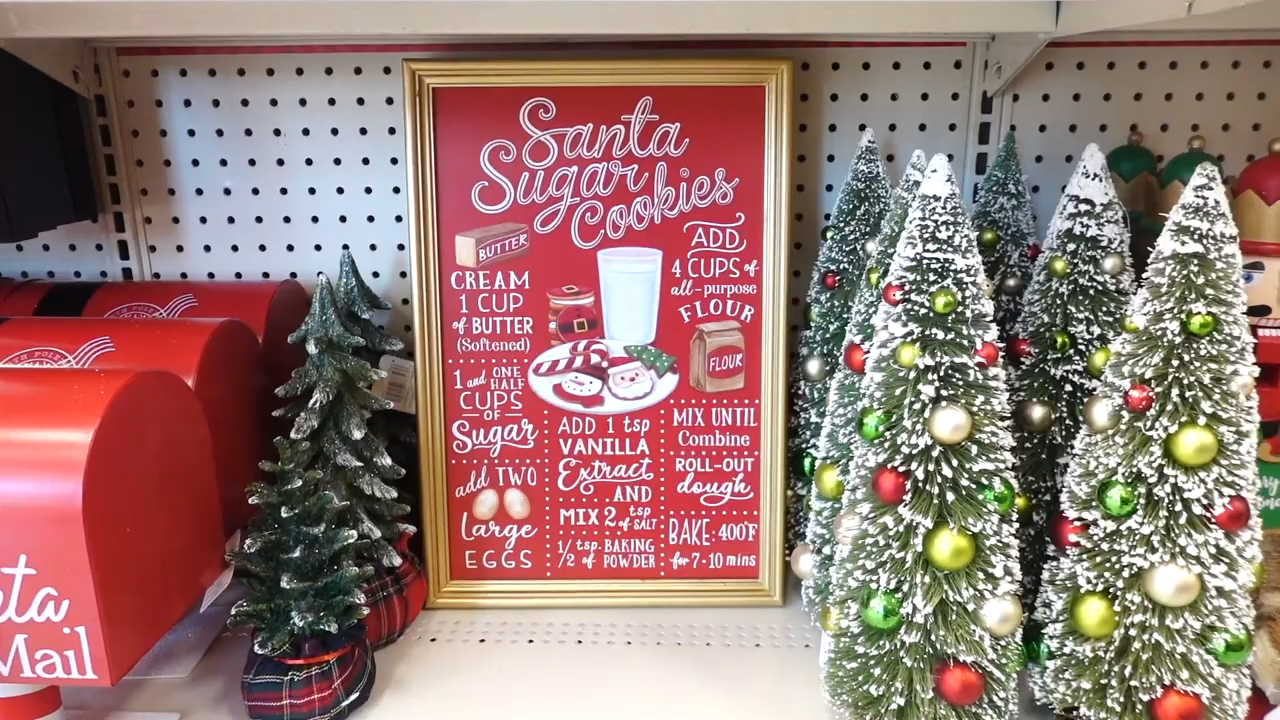 Santa
Sugar
Cookies
BUTTER
CREAM
1 CUP
of BUTTER
(Softened)
1 and ONE HALF
CUPS
OF
Sugar
add TWO
large
EGGS
ADD 1 tsp
VANILLA
Extract
AND
MIX 2 tsp of SALT
1/2 tsp. of BAKING POWDER
ADD
4 CUPS of
all-purpose
FLOUR
FLOUR
MIX UNTIL
Combine
ROLL-OUT
dough
BAKE: 400°F
for 7-10 mins
ta
Mail